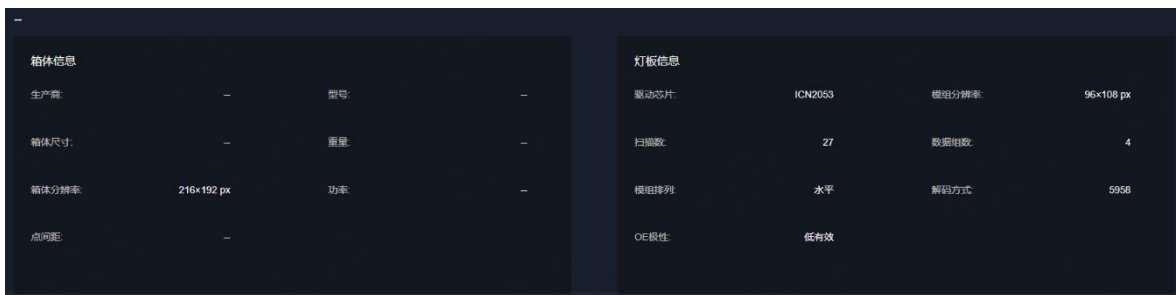 --
箱体信息
生产商: -- 型号: --
箱体尺寸: -- 重量: --
箱体分辨率: 216×192 px 功率: --
点间距: --
灯板信息
驱动芯片: ICN2053 模组分辨率: 96×108 px
扫描数: 27 数据组数: 4
模组排列: 水平 解码方式: 5958
OE极性: 低有效